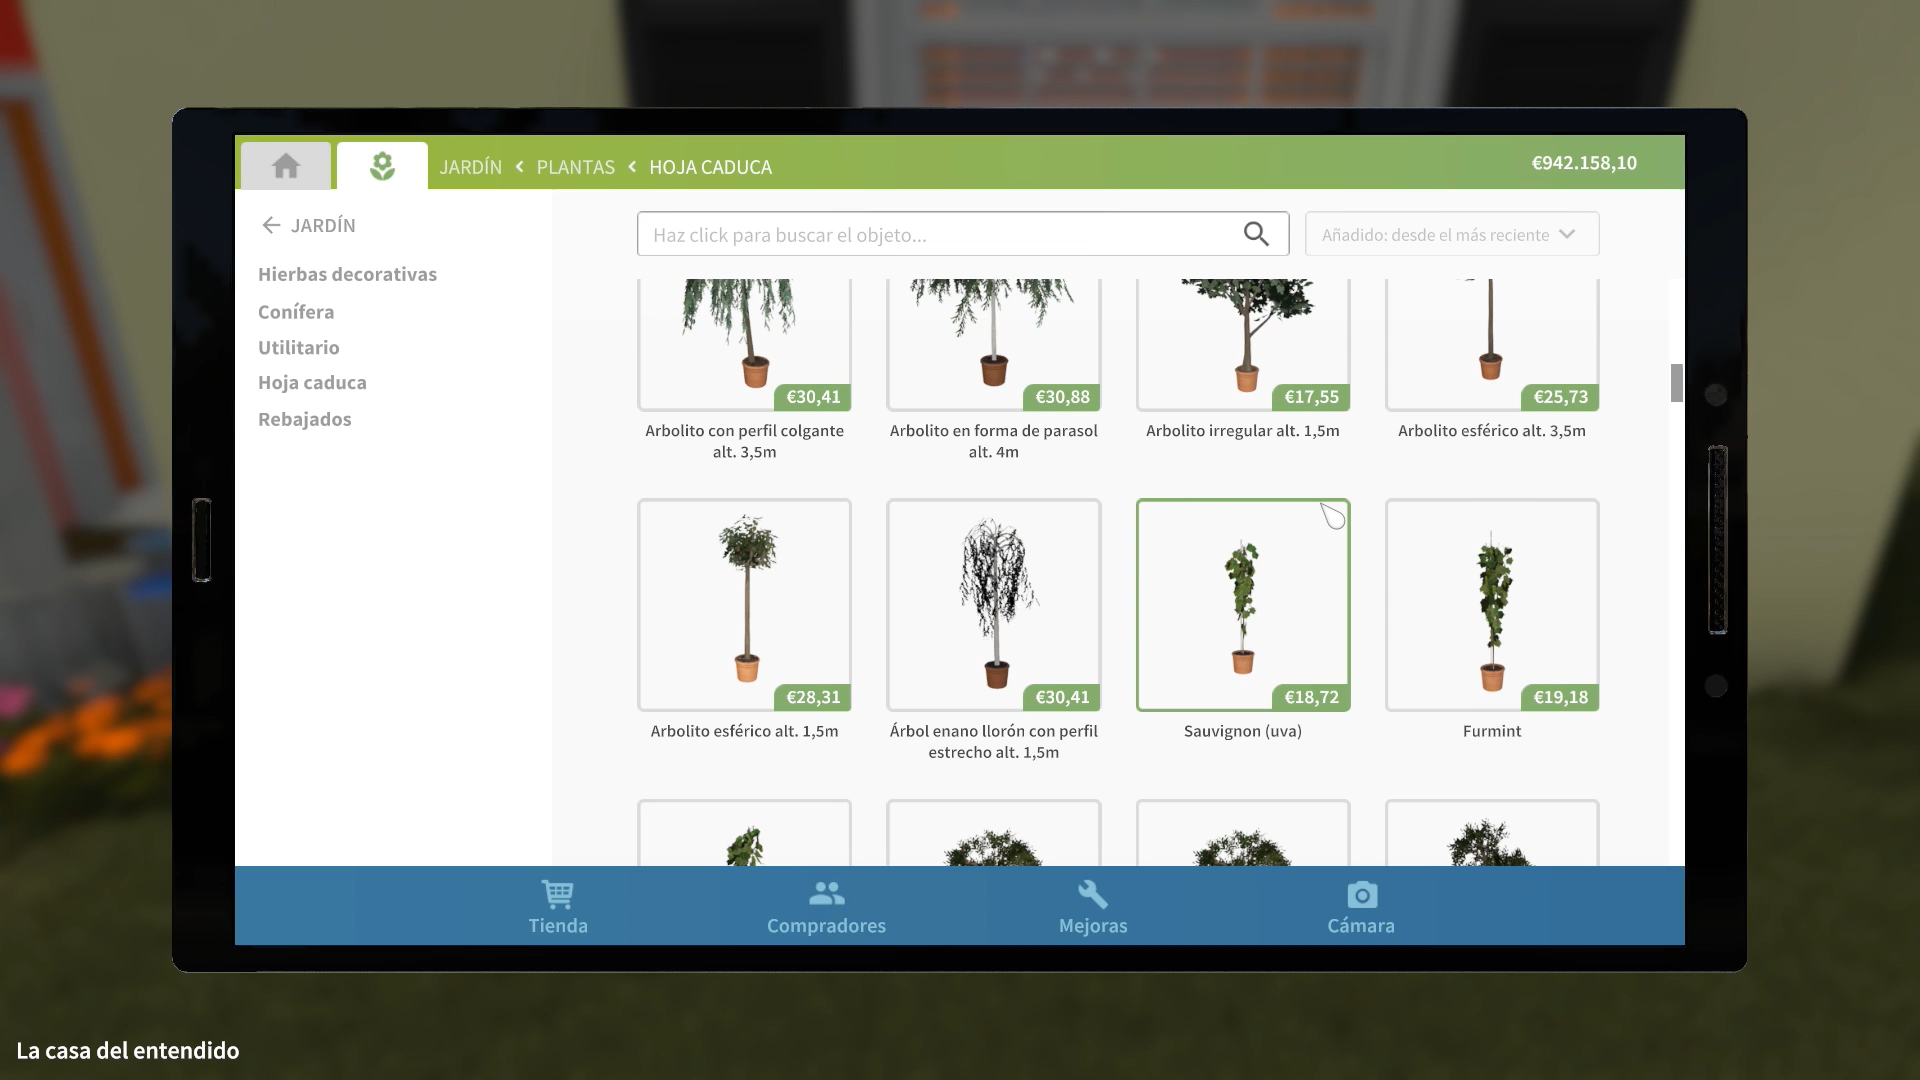 JARDÍN < PLANTAS < HOJA CADUCA
€942.158,10
JARDÍN
Hierbas decorativas
Conífera
Utilitario
Hoja caduca
Rebajados
Haz click para buscar el objeto...
Añadido: desde el más reciente
€30,41
€30,88
€17,55
€25,73
Arbolito con perfil colgante
alt. 3,5m
Arbolito en forma de parasol
alt. 4m
Arbolito irregular alt. 1,5m
Arbolito esférico alt. 3,5m
€28,31
€30,41
€18,72
€19,18
Arbolito esférico alt. 1,5m
Árbol enano llorón con perfil
estrecho alt. 1,5m
Sauvignon (uva)
Furmint
Tienda
Compradores
Mejoras
Cámara
La casa del entendido